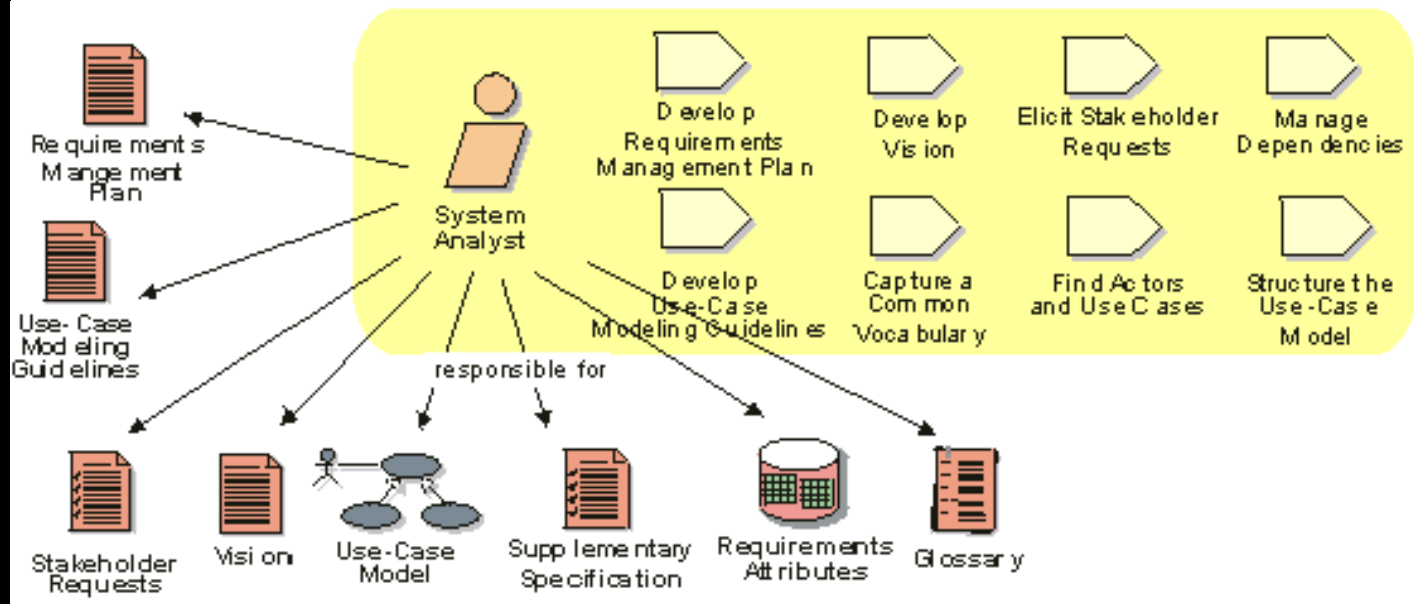 Develop
Requirements
Management Plan
Develop
Vision
Elicit Stakeholder
Requests
Manage
Dependencies
Requirements
Mangement
Plan
System
Analyst
Develop
Use-Case
Modeling Guidelines
Capture a
Common
Vocabulary
Find Actors
and Use Cases
Structure the
Use-Case
Model
Use-Case
Modeling
Guidelines
responsible for
Stakeholder
Requests
Vision
Use-Case
Model
Supplementary
Specification
Requirements
Attributes
Glossary